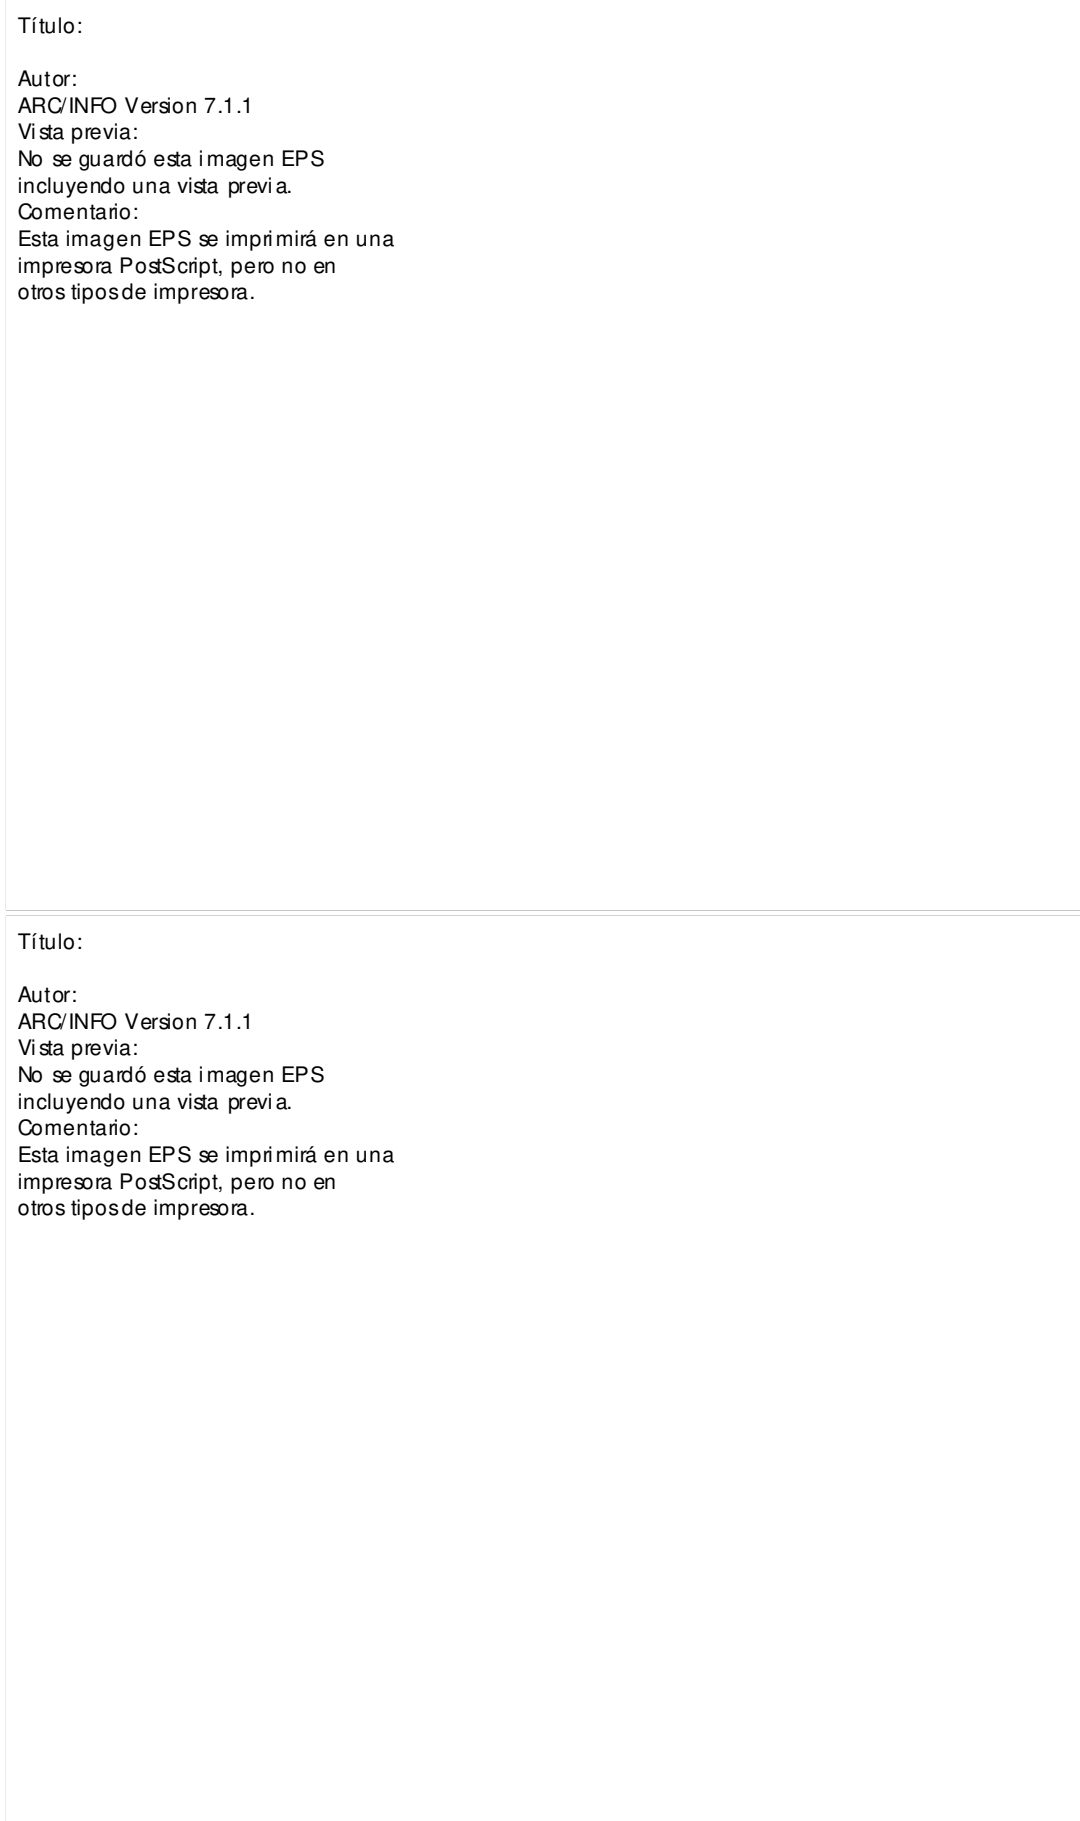 Título:
Autor:
ARC/INFO Version 7.1.1
Vista previa:
No se guardó esta imagen EPS
incluyendo una vista previa.
Comentario:
Esta imagen EPS se imprimirá en una
impresora PostScript, pero no en
otros tipos de impresora.
Título:
Autor:
ARC/INFO Version 7.1.1
Vista previa:
No se guardó esta imagen EPS
incluyendo una vista previa.
Comentario:
Esta imagen EPS se imprimirá en una
impresora PostScript, pero no en
otros tipos de impresora.